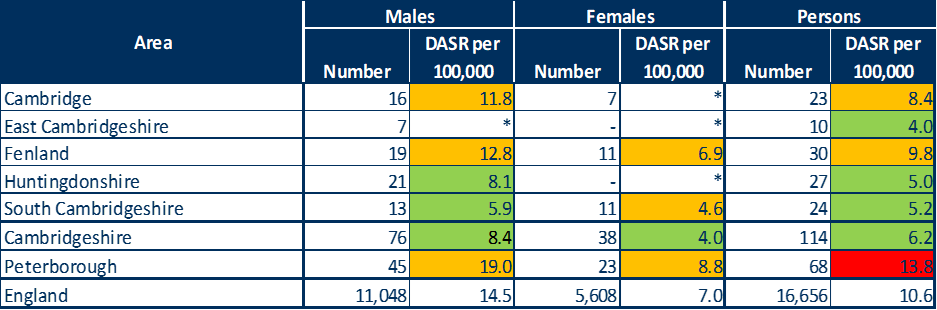 Area Males Females Persons
Number DASR per 100,000 Number DASR per 100,000 Number DASR per 100,000
Cambridge 16 11.8 7 * 23 8.4
East Cambridgeshire 7 * - * 10 4.0
Fenland 19 12.8 11 6.9 30 9.8
Huntingdonshire 21 8.1 - * 27 5.0
South Cambridgeshire 13 5.9 11 4.6 24 5.2
Cambridgeshire 76 8.4 38 4.0 114 6.2
Peterborough 45 19.0 23 8.8 68 13.8
England 11,048 14.5 5,608 7.0 16,656 10.6